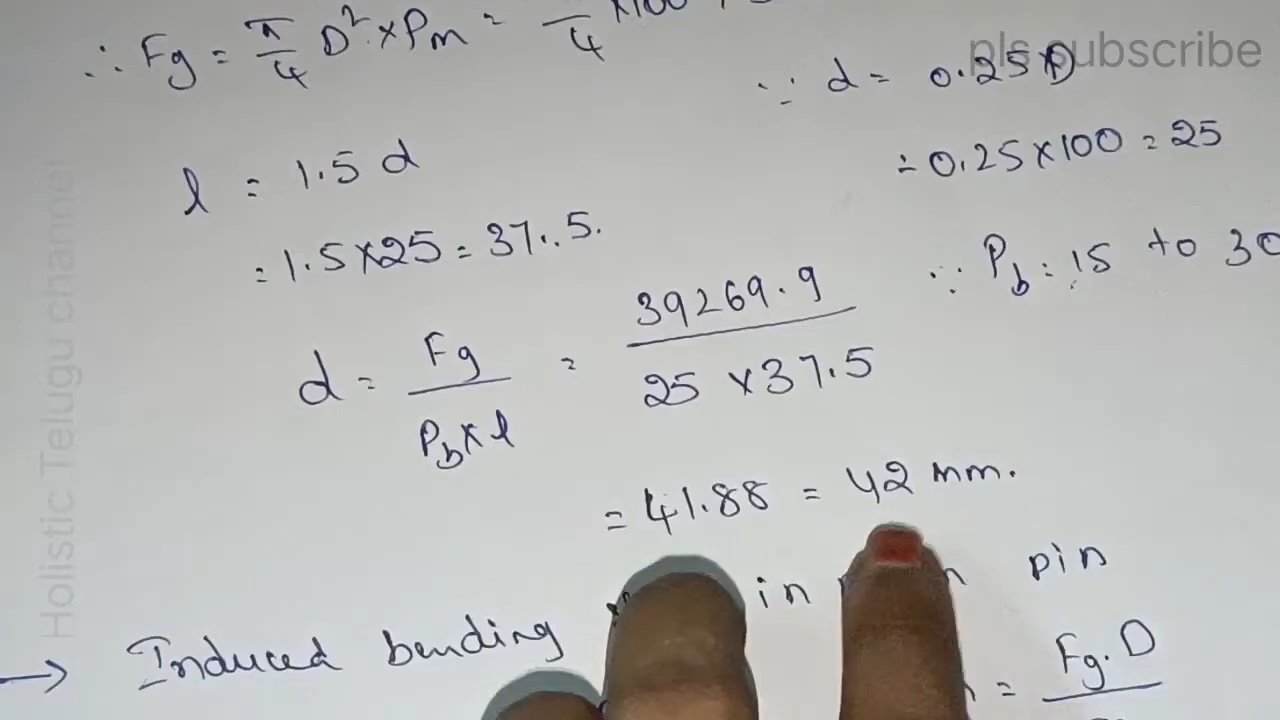 ∴ Fg = π/4 D² × Pm = /4 × 100
pls subscribe
∵ d = 0.25 D
= 0.25 × 100 = 25
l = 1.5 d
= 1.5 × 25 = 37..5.
∵ Pb = 15 to 30
d = Fg / Pb × l = 39269.9 / 25 × 37.5
= 41.88 = 42 mm.
→ Induced bending in pin
= Fg. D
Holistic Telugu channel